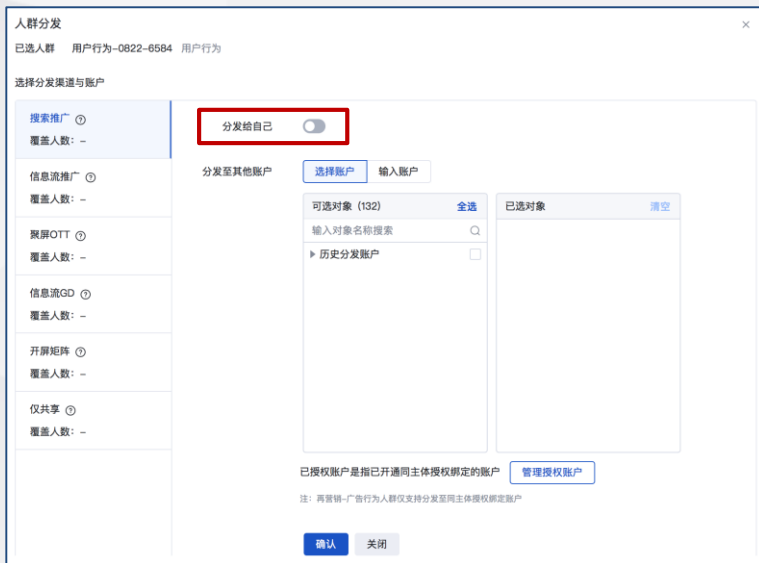 人群分发
已选人群 用户行为-0822-6584 用户行为
选择分发渠道与账户
搜索推广
覆盖人数: -
信息流推广
覆盖人数: -
聚屏OTT
覆盖人数: -
信息流GD
覆盖人数: -
开屏矩阵
覆盖人数: -
仅共享
覆盖人数: -
分发给自己
分发至其他账户 选择账户 输入账户
可选对象 (132) 全选 已选对象 清空
输入对象名称搜索
历史分发账户
已授权账户是指已开通同主体授权绑定的账户 管理授权账户
注: 再营销-广告行为人群仅支持分发至同主体授权绑定账户
确认 关闭